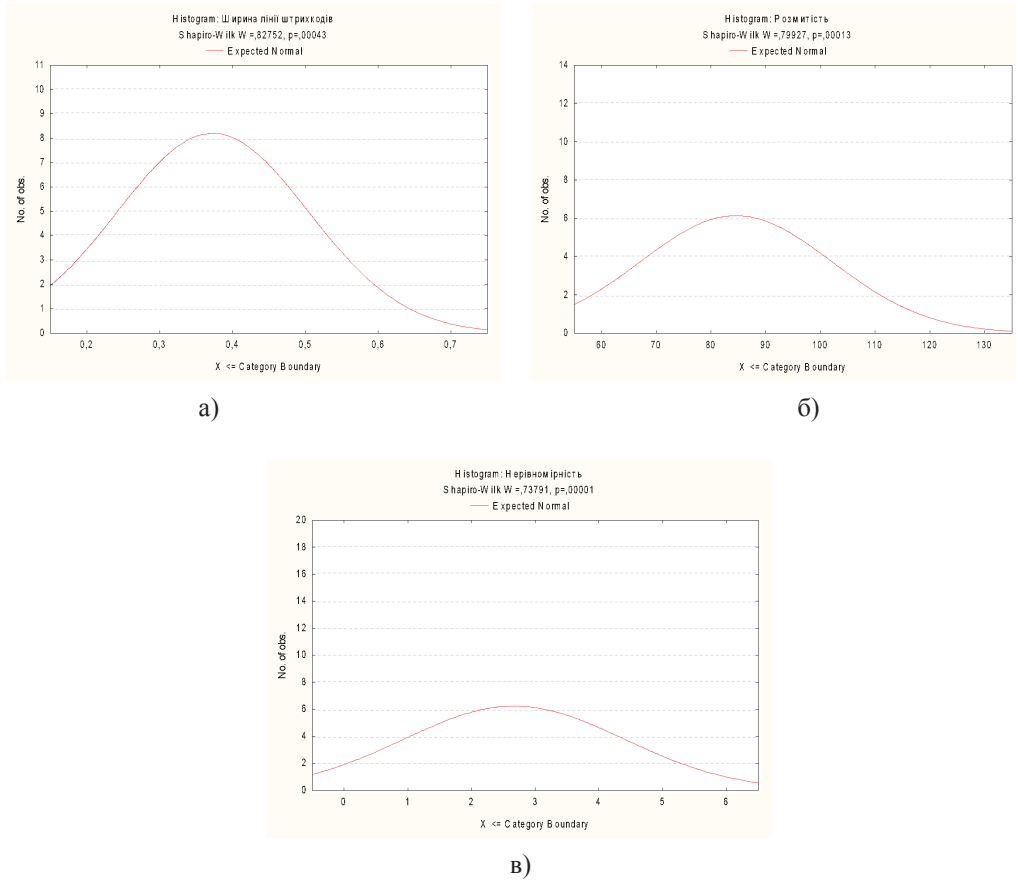 Histogram: Ширина лінії штрихкодів
Shapiro-Wilk W =,82752, p=,00043
Expected Normal
11
10
9
8
7
6
5
4
3
2
1
0
No. of obs.
0,2 0,3 0,4 0,5 0,6 0,7
X <= Category Boundary
а)
Histogram: Розмитість
Shapiro-Wilk W =,79927, p=,00013
Expected Normal
14
12
10
8
6
4
2
0
No. of obs.
60 70 80 90 100 110 120 130
X <= Category Boundary
б)
Histogram: Нерівномірність
Shapiro-Wilk W =,73791, p=,00001
Expected Normal
20
18
16
14
12
10
8
6
4
2
0
No. of obs.
0 1 2 3 4 5 6
X <= Category Boundary
в)